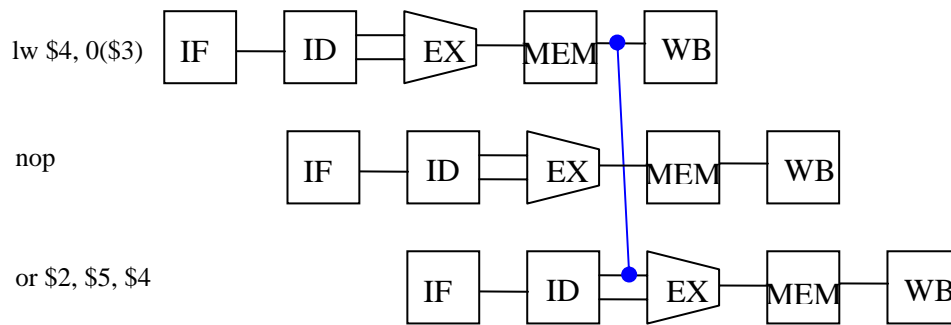 lw $4, 0($3) IF ID EX MEM WB
nop IF ID EX MEM WB
or $2, $5, $4 IF ID EX MEM WB